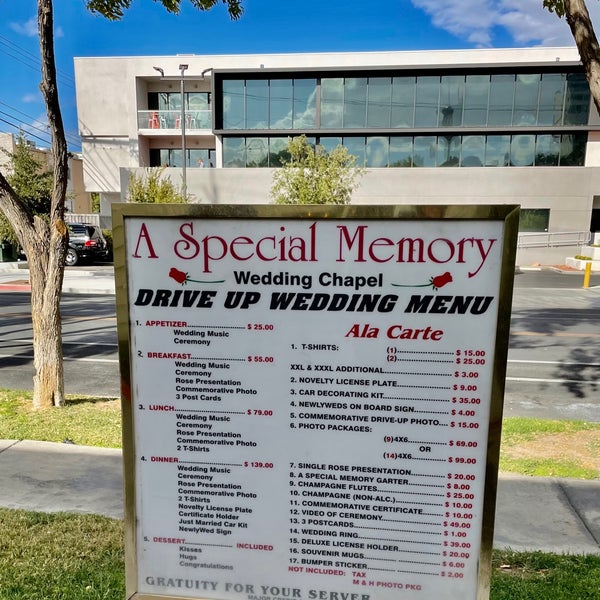 A Special Memory
Wedding Chapel
DRIVE UP WEDDING MENU
1. APPETIZER.................... $ 25.00
Wedding Music
Ceremony
2. BREAKFAST.................... $ 55.00
Wedding Music
Ceremony
Rose Presentation
Commemorative Photo
3 Post Cards
3. LUNCH.................... $ 79.00
Wedding Music
Ceremony
Rose Presentation
Commemorative Photo
2 T-Shirts
4. DINNER.................... $ 139.00
Wedding Music
Ceremony
Rose Presentation
Commemorative Photo
2 T-Shirts
Novelty License Plate
Certificate Holder
Just Married Car Kit
NewlyWed Sign
5. DESSERT.................... INCLUDED
Kisses
Hugs
Congratulations
Ala Carte
1. T-SHIRTS: (1).................... $ 15.00
(2).................... $ 25.00
XXL & XXXL ADDITIONAL.................... $ 3.00
2. NOVELTY LICENSE PLATE.................... $ 9.00
3. CAR DECORATING KIT.................... $ 35.00
4. NEWLYWEDS ON BOARD SIGN.................... $ 4.00
5. COMMEMORATIVE DRIVE-UP PHOTO.... $ 15.00
6. PHOTO PACKAGES:
(9)4X6.................... $ 69.00
OR
(14)4X6.................... $ 99.00
7. SINGLE ROSE PRESENTATION.................... $ 20.00
8. A SPECIAL MEMORY GARTER.................... $ 8.00
9. CHAMPAGNE FLUTES.................... $ 25.00
10. CHAMPAGNE (NON-ALC.).................... $ 10.00
11. COMMEMORATIVE CERTIFICATE.................... $ 10.00
12. VIDEO OF CEREMONY.................... $ 49.00
13. 3 POSTCARDS.................... $ 1.00
14. WEDDING RING.................... $ 39.00
15. DELUXE LICENSE HOLDER.................... $ 20.00
16. SOUVENIR MUGS.................... $ 6.00
17. BUMPER STICKER.................... $ 2.00
NOT INCLUDED: TAX
M & H PHOTO PKG
GRATUITY FOR YOUR SERVER